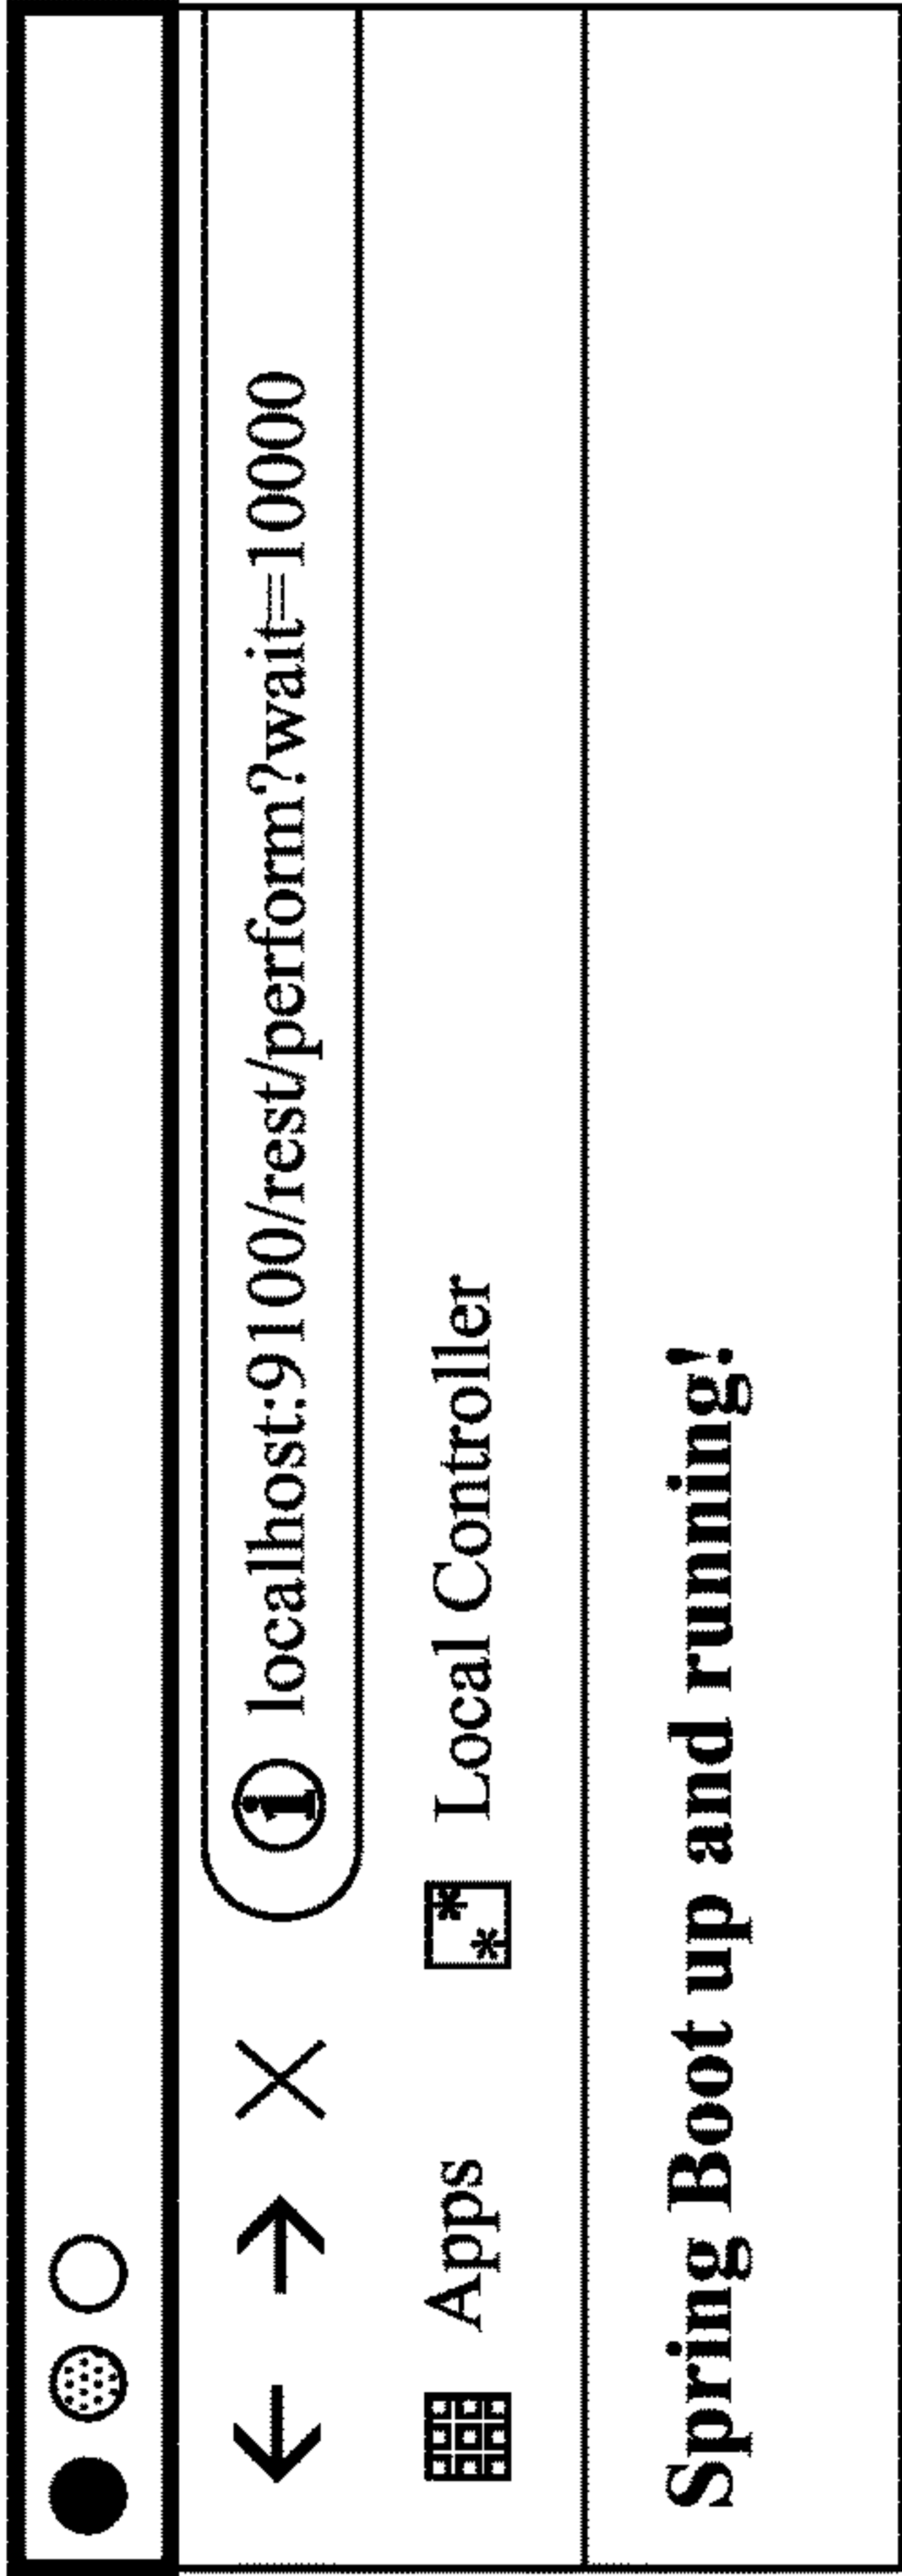 i localhost:9100/rest/perform?wait=10000
Apps Local Controller
Spring Boot up and running!